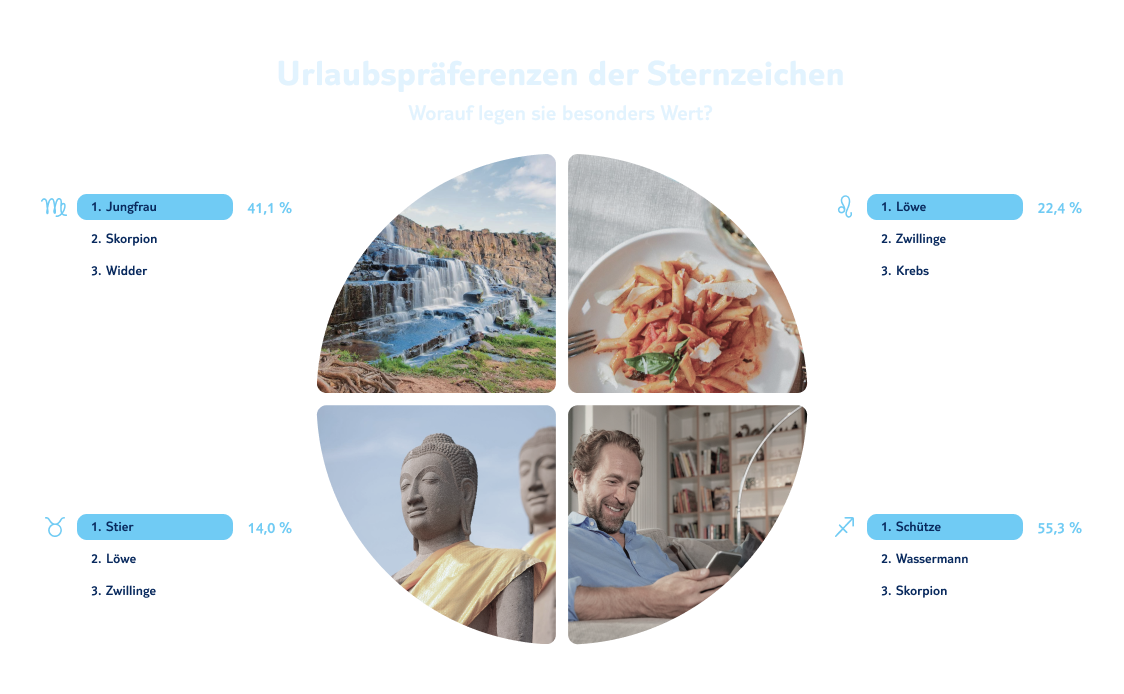 Urlaubspräferenzen der Sternzeichen
Worauf legen sie besonders Wert?
1. Jungfrau 41,1 %
2. Skorpion
3. Widder
1. Löwe 22,4 %
2. Zwillinge
3. Krebs
1. Stier 14,0 %
2. Löwe
3. Zwillinge
1. Schütze 55,3 %
2. Wassermann
3. Skorpion